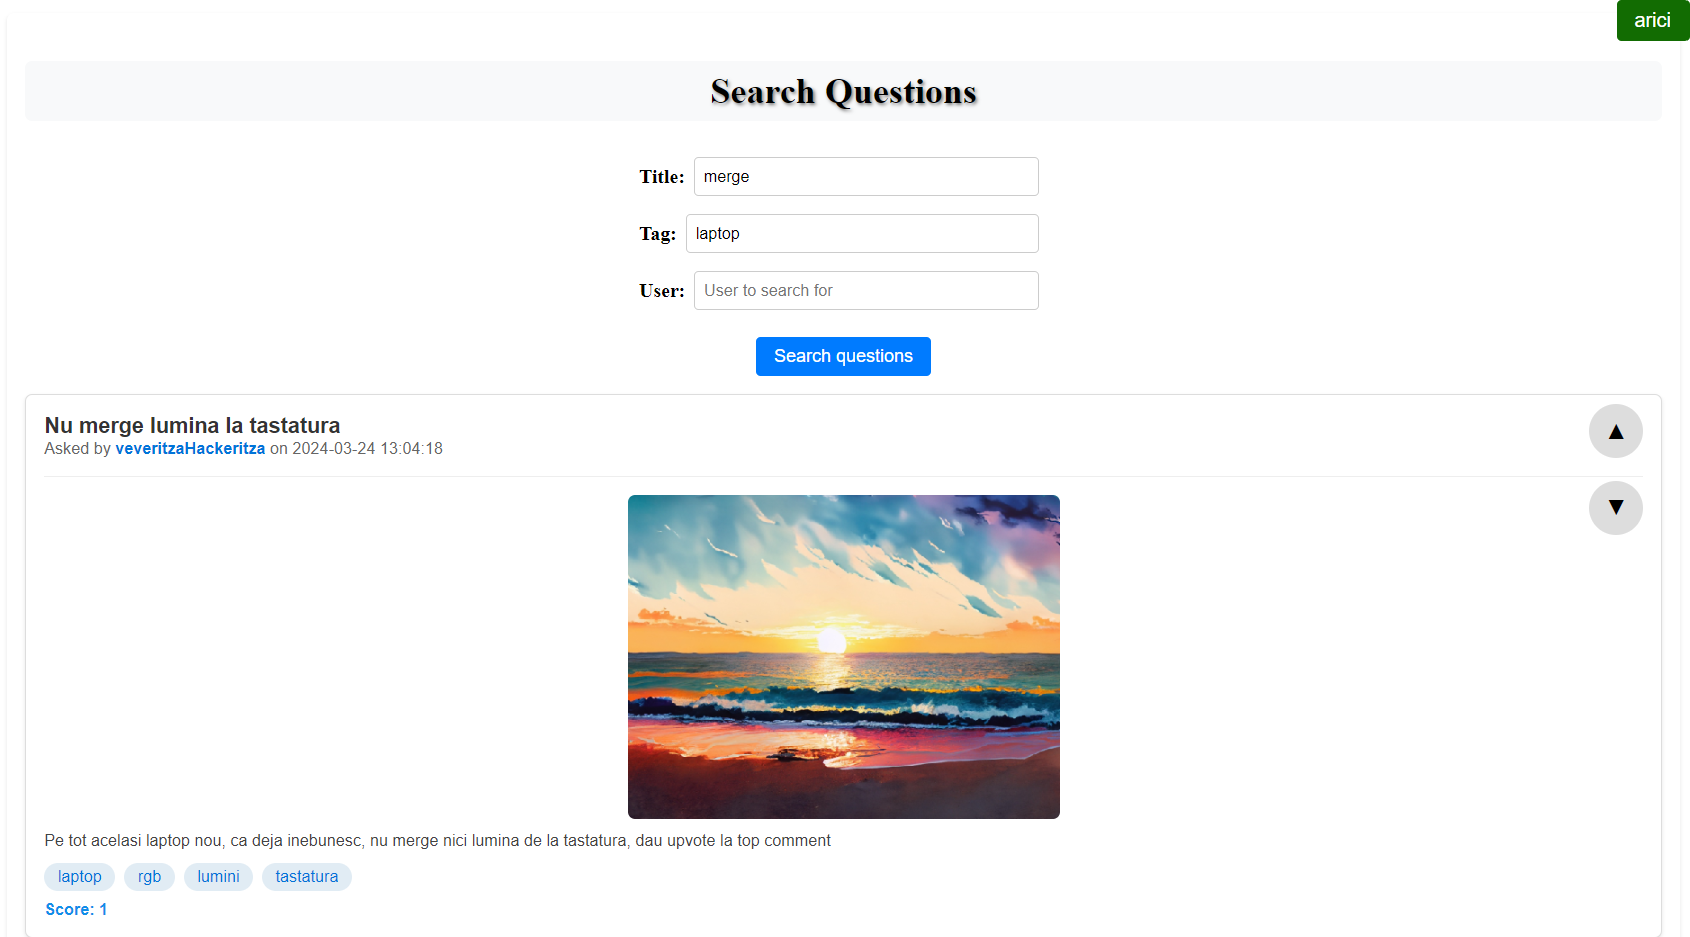 arici
Search Questions
Title: merge
Tag: laptop
User: User to search for
Search questions
Nu merge lumina la tastatura
Asked by veveritzaHackeritza on 2024-03-24 13:04:18
▲
▼
Pe tot acelasi laptop nou, ca deja inebunesc, nu merge nici lumina de la tastatura, dau upvote la top comment
laptop rgb lumini tastatura
Score: 1